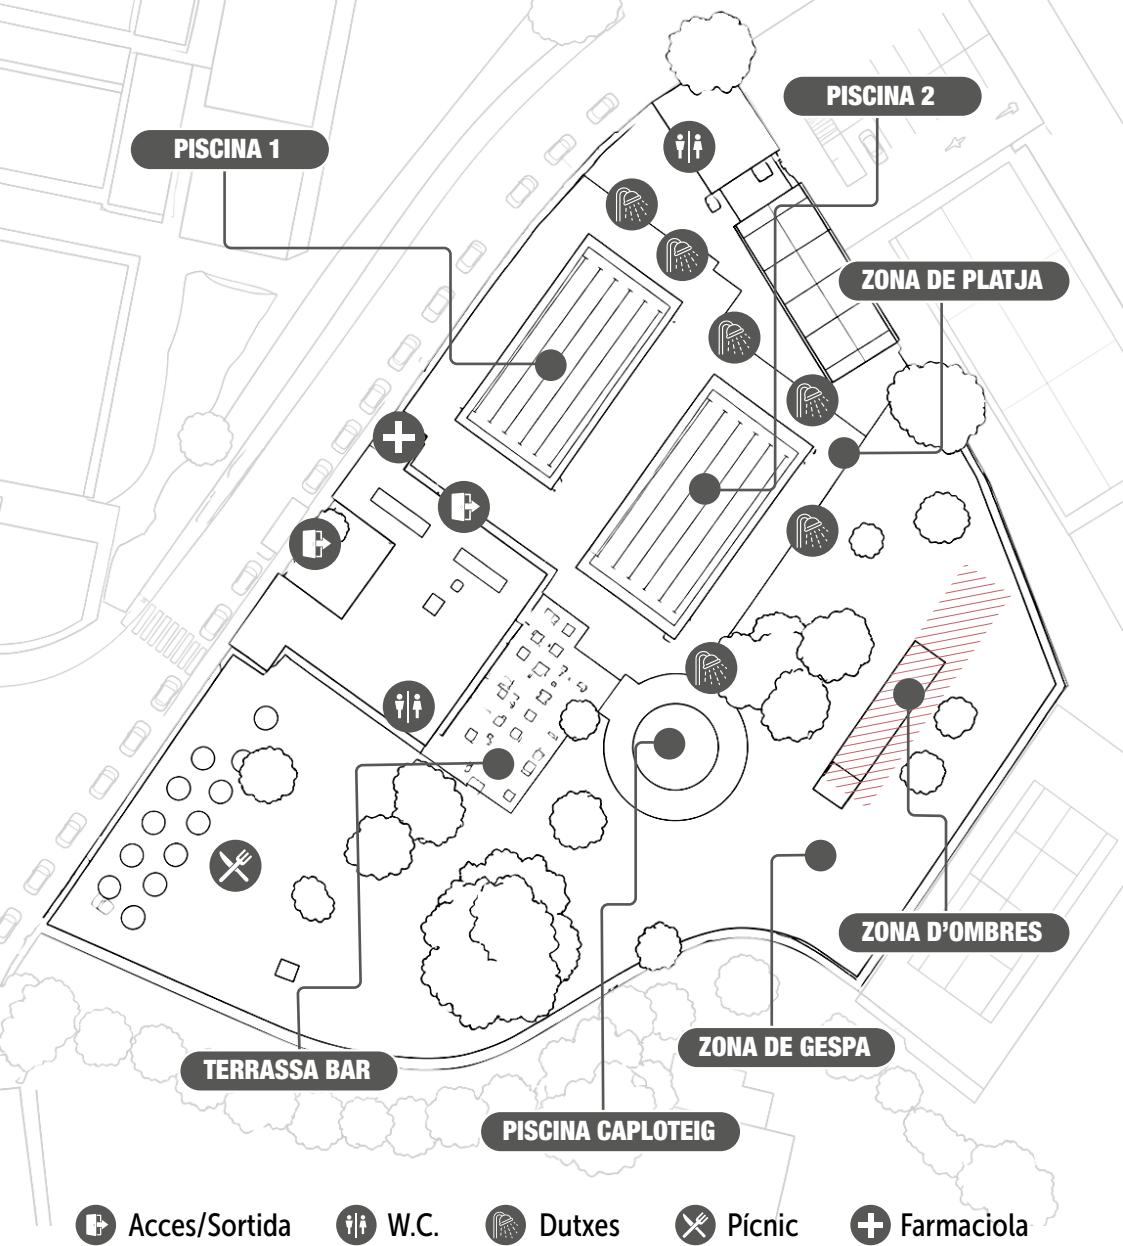 PISCINA 2
PISCINA 1
ZONA DE PLATJA
ZONA D'OMBRES
ZONA DE GESPA
TERRASSA BAR
PISCINA CAPLOTEIG
Acces/Sortida
W.C.
Dutxes
Pícnic
Farmaciola